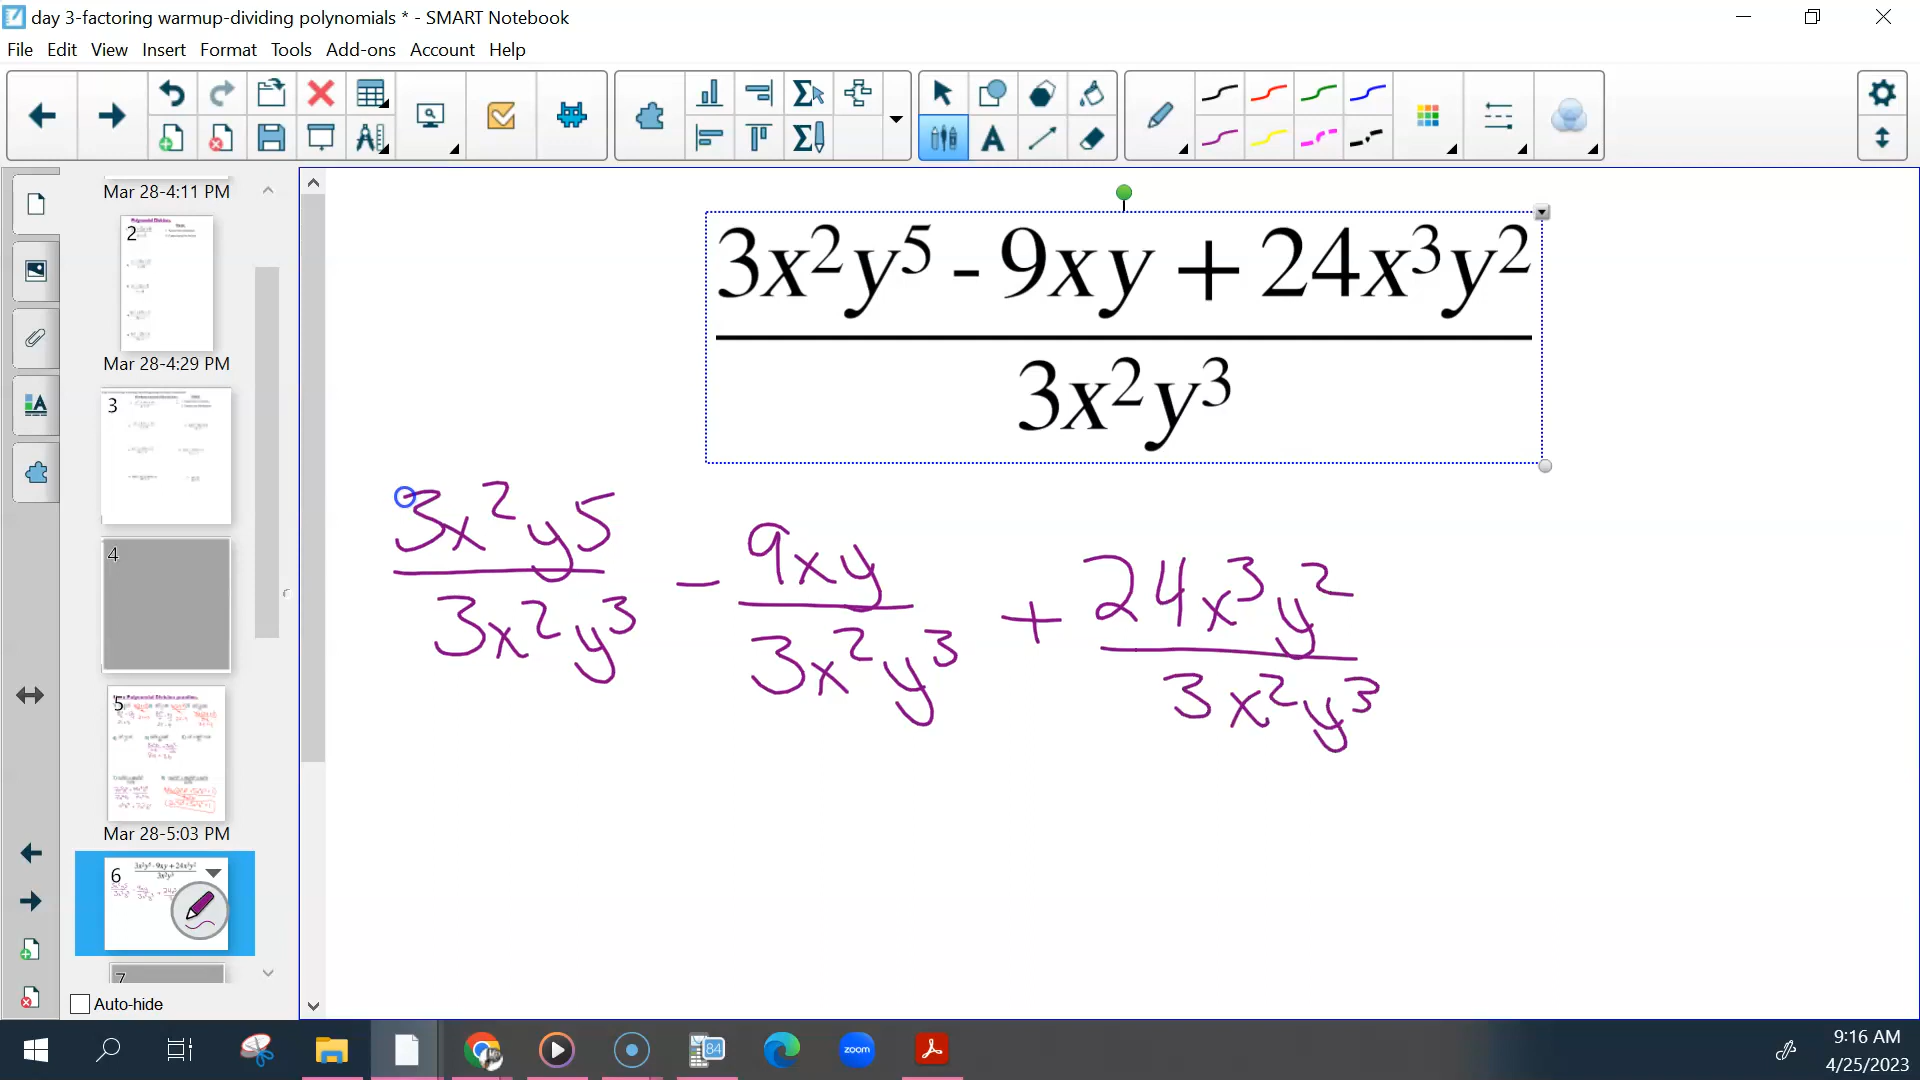 day 3-factoring warmup-dividing polynomials * - SMART Notebook
File Edit View Insert Format Tools Add-ons Account Help
Mar 28-4:11 PM
2
Mar 28-4:29 PM
3
4
5
Mar 28-5:03 PM
6
7
Auto-hide
3x²y⁵ - 9xy + 24x³y²
3x²y³
3x²y5 - 9xy + 24x³y²
3x²y³ 3x²y³ 3x²y³
84
zoom
9:16 AM
4/25/2023